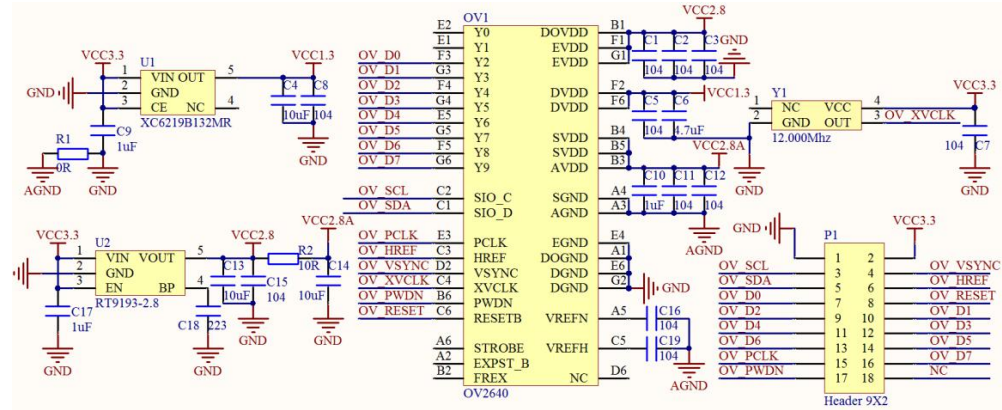 VCC3.3
U1
VCC1.3
1 VIN OUT 5
GND 2 GND
3 CE NC 4
XC6219B132MR
C4
10uF
C8
104
GND
C9
1uF
R1
0R
AGND
GND
VCC3.3
U2
VCC2.8
VCC2.8A
1 VIN VOUT 5
2 GND
3 EN BP 4
RT9193-2.8
R2
10R
C13
10uF
C15
104
C14
10uF
C17
1uF
C18
223
GND
GND
GND
GND
GND
OV1
E2 Y0
E1 Y1
OV_D0 F3 Y2
OV_D1 G3 Y3
OV_D2 F4 Y4
OV_D3 G4 Y5
OV_D4 E5 Y6
OV_D5 G5 Y7
OV_D6 F5 Y8
OV_D7 G6 Y9
OV_SCL C2 SIO_C
OV_SDA C1 SIO_D
OV_PCLK E3 PCLK
OV_HREF C3 HREF
OV_VSYNC D2 VSYNC
OV_XVCLK C4 XVCLK
OV_PWDN B6 PWDN
OV_RESET C6 RESETB
A6 STROBE
A2 EXPST_B
B2 FREX
OV2640
DOVDD B1
EVDD F1
EVDD G1
DVDD F2
DVDD F6
SVDD B4
SVDD B5
AVDD B3
SGND A4
AGND A3
EGND E4
DOGND A1
DGND E6
DGND G2
VREFN A5
VREFH C5
NC D6
VCC2.8
GND
C1
104
C2
104
C3
104
VCC1.3
C5
104
C6
4.7uF
VCC2.8A
C10
1uF
C11
104
C12
104
AGND
GND
C16
104
C19
104
AGND
Y1
VCC3.3
1 NC VCC 4
2 GND OUT 3 OV_XVCLK
12.000Mhz
104
C7
GND
GND
P1
GND
VCC3.3
1 2
OV_SCL 3 4 OV_VSYNC
OV_SDA 5 6 OV_HREF
OV_D0 7 8 OV_RESET
OV_D2 9 10 OV_D1
OV_D4 11 12 OV_D3
OV_D6 13 14 OV_D5
OV_PCLK 15 16 OV_D7
OV_PWDN 17 18 NC
Header 9X2